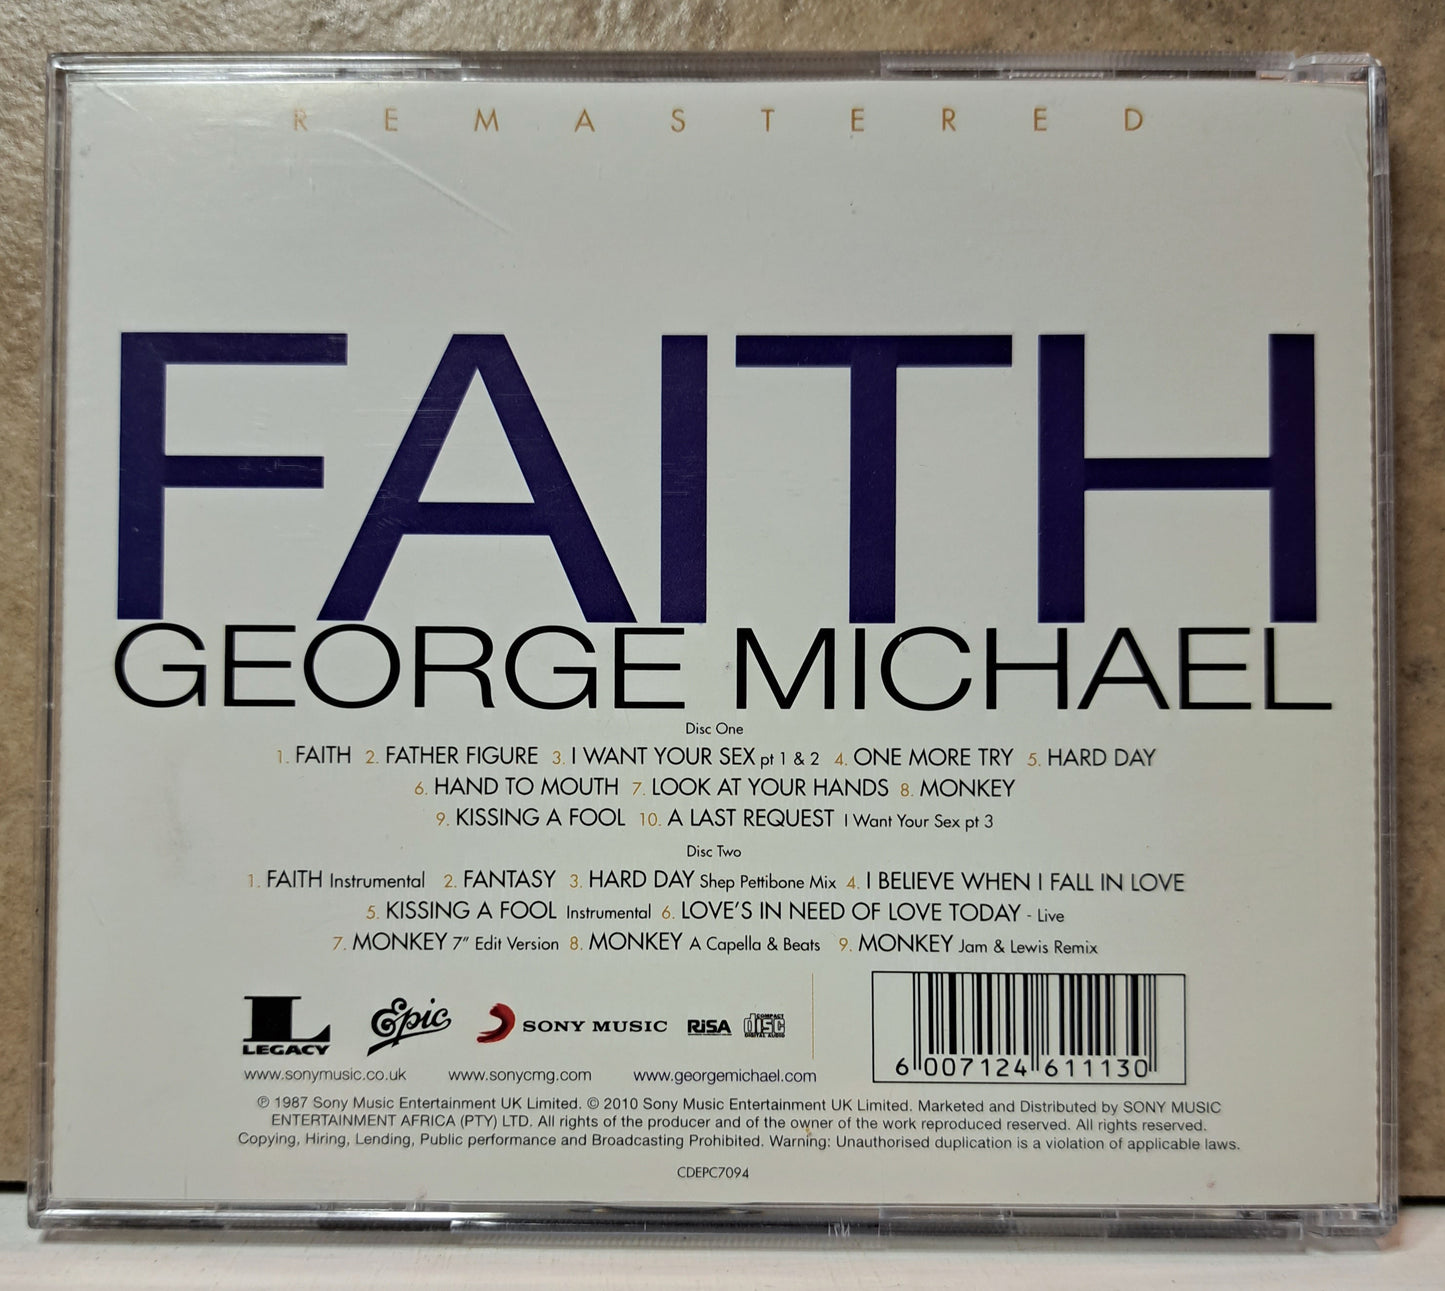 REMASTERED
FAITH
GEORGE MICHAEL
Disc One
1. FAITH 2. FATHER FIGURE 3. I WANT YOUR SEX pt 1 & 2 4. ONE MORE TRY 5. HARD DAY
6. HAND TO MOUTH 7. LOOK AT YOUR HANDS 8. MONKEY
9. KISSING A FOOL 10. A LAST REQUEST I Want Your Sex pt 3
Disc Two
1. FAITH Instrumental 2. FANTASY 3. HARD DAY Shep Pettibone Mix 4. I BELIEVE WHEN I FALL IN LOVE
5. KISSING A FOOL Instrumental 6. LOVE'S IN NEED OF LOVE TODAY - Live
7. MONKEY 7" Edit Version 8. MONKEY A Capella & Beats 9. MONKEY Jam & Lewis Remix
L LEGACY Epic SONY MUSIC RiSA COMPACT disc DIGITAL AUDIO
6 007124 611130
www.sonymusic.co.uk www.sonycmg.com www.georgemichael.com
℗ 1987 Sony Music Entertainment UK Limited. © 2010 Sony Music Entertainment UK Limited. Marketed and Distributed by SONY MUSIC
ENTERTAINMENT AFRICA (PTY) LTD. All rights of the producer and of the owner of the work reproduced reserved. All rights reserved.
Copying, Hiring, Lending, Public performance and Broadcasting Prohibited. Warning: Unauthorised duplication is a violation of applicable laws.
CDEPC7094